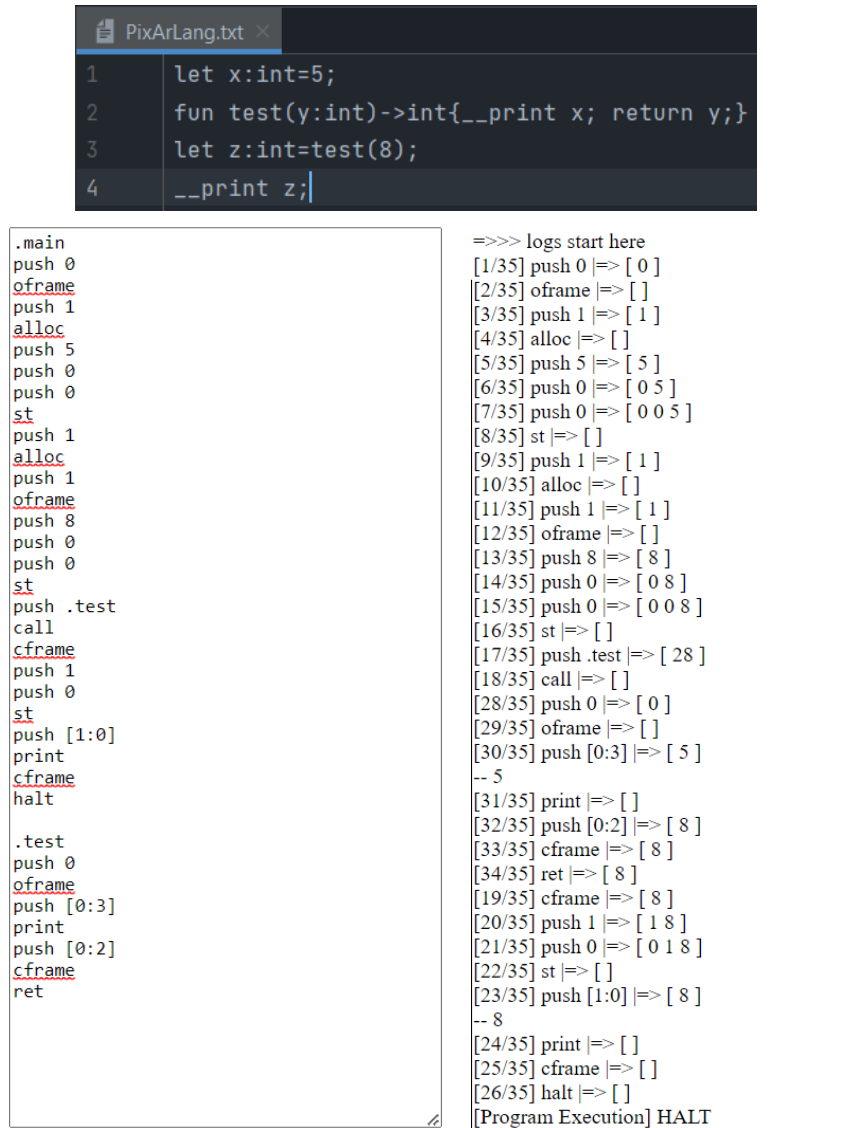 PixArLang.txt
1 let x:int=5;
2 fun test(y:int)->int{__print x; return y;}
3 let z:int=test(8);
4 __print z;
.main
push 0
oframe
push 1
alloc
push 5
push 0
push 0
st
push 1
alloc
push 1
oframe
push 8
push 0
push 0
st
push .test
call
cframe
push 1
push 0
st
push [1:0]
print
cframe
halt
.test
push 0
oframe
push [0:3]
print
push [0:2]
cframe
ret
=>>> logs start here
[1/35] push 0 |=> [ 0 ]
[2/35] oframe |=> [ ]
[3/35] push 1 |=> [ 1 ]
[4/35] alloc |=> [ ]
[5/35] push 5 |=> [ 5 ]
[6/35] push 0 |=> [ 0 5 ]
[7/35] push 0 |=> [ 0 0 5 ]
[8/35] st |=> [ ]
[9/35] push 1 |=> [ 1 ]
[10/35] alloc |=> [ ]
[11/35] push 1 |=> [ 1 ]
[12/35] oframe |=> [ ]
[13/35] push 8 |=> [ 8 ]
[14/35] push 0 |=> [ 0 8 ]
[15/35] push 0 |=> [ 0 0 8 ]
[16/35] st |=> [ ]
[17/35] push .test |=> [ 28 ]
[18/35] call |=> [ ]
[28/35] push 0 |=> [ 0 ]
[29/35] oframe |=> [ ]
[30/35] push [0:3] |=> [ 5 ]
-- 5
[31/35] print |=> [ ]
[32/35] push [0:2] |=> [ 8 ]
[33/35] cframe |=> [ 8 ]
[34/35] ret |=> [ 8 ]
[19/35] cframe |=> [ 8 ]
[20/35] push 1 |=> [ 1 8 ]
[21/35] push 0 |=> [ 0 1 8 ]
[22/35] st |=> [ ]
[23/35] push [1:0] |=> [ 8 ]
-- 8
[24/35] print |=> [ ]
[25/35] cframe |=> [ ]
[26/35] halt |=> [ ]
[Program Execution] HALT